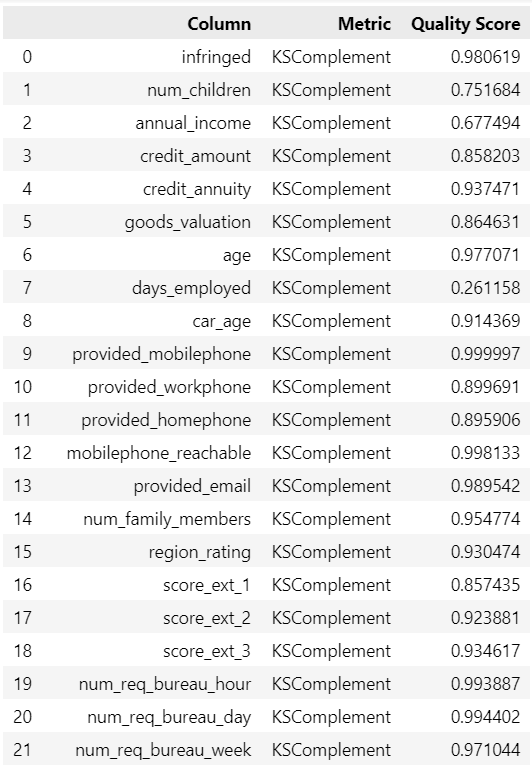 Column Metric Quality Score
0 infringed KSComplement 0.980619
1 num_children KSComplement 0.751684
2 annual_income KSComplement 0.677494
3 credit_amount KSComplement 0.858203
4 credit_annuity KSComplement 0.937471
5 goods_valuation KSComplement 0.864631
6 age KSComplement 0.977071
7 days_employed KSComplement 0.261158
8 car_age KSComplement 0.914369
9 provided_mobilephone KSComplement 0.999997
10 provided_workphone KSComplement 0.899691
11 provided_homephone KSComplement 0.895906
12 mobilephone_reachable KSComplement 0.998133
13 provided_email KSComplement 0.989542
14 num_family_members KSComplement 0.954774
15 region_rating KSComplement 0.930474
16 score_ext_1 KSComplement 0.857435
17 score_ext_2 KSComplement 0.923881
18 score_ext_3 KSComplement 0.934617
19 num_req_bureau_hour KSComplement 0.993887
20 num_req_bureau_day KSComplement 0.994402
21 num_req_bureau_week KSComplement 0.971044